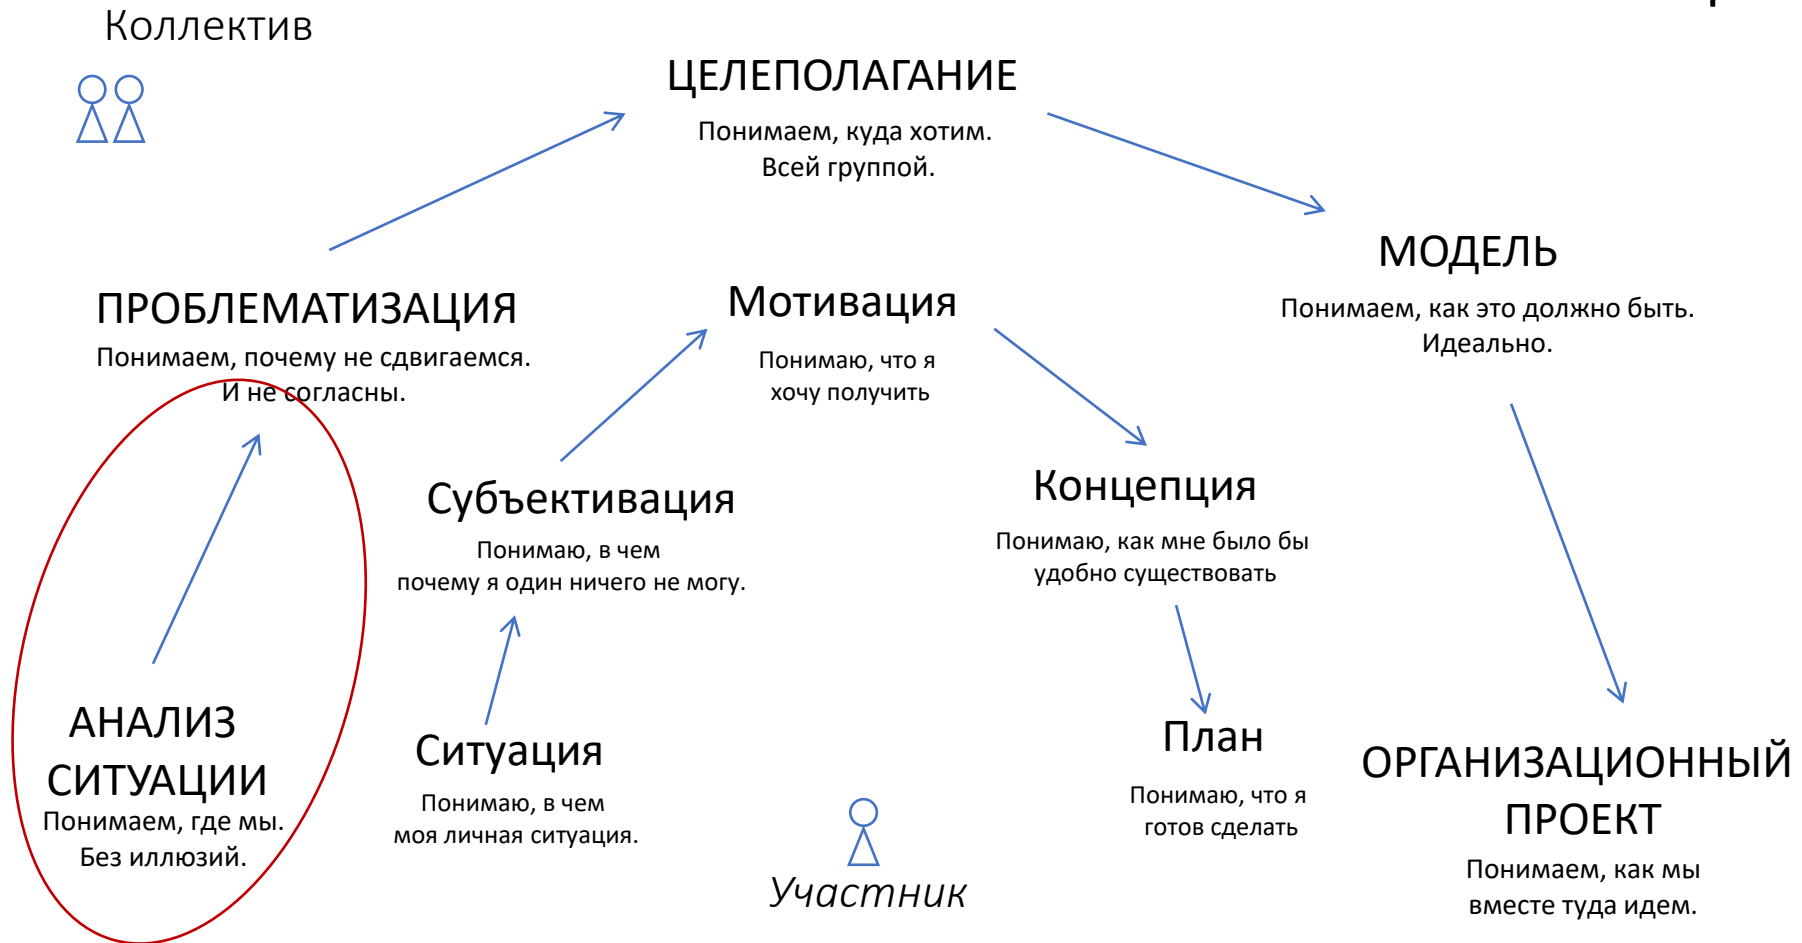 Коллектив
ЦЕЛЕПОЛАГАНИЕ
Понимаем, куда хотим.
Всей группой.
МОДЕЛЬ
Понимаем, как это должно быть.
Идеально.
ПРОБЛЕМАТИЗАЦИЯ
Понимаем, почему не сдвигаемся.
И не согласны.
Мотивация
Понимаю, что я
хочу получить
Субъективация
Понимаю, в чем
почему я один ничего не могу.
Концепция
Понимаю, как мне было бы
удобно существовать
АНАЛИЗ
СИТУАЦИИ
Понимаем, где мы.
Без иллюзий.
Ситуация
Понимаю, в чем
моя личная ситуация.
План
Понимаю, что я
готов сделать
ОРГАНИЗАЦИОННЫЙ
ПРОЕКТ
Понимаем, как мы
вместе туда идем.
Участник